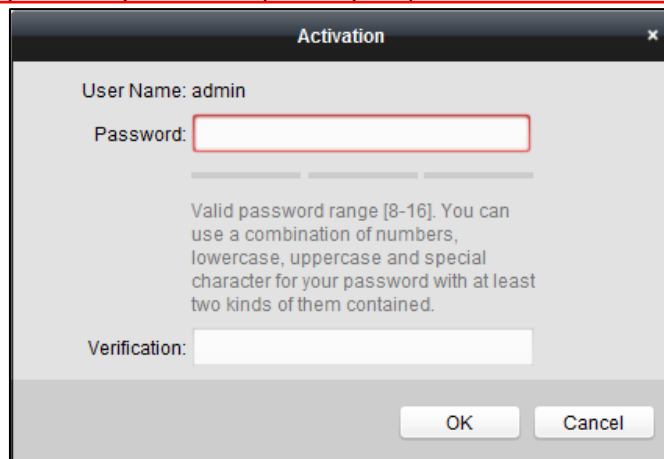 Activation ×
User Name: admin
Password:
Valid password range [8-16]. You can
use a combination of numbers,
lowercase, uppercase and special
character for your password with at least
two kinds of them contained.
Verification:
OK Cancel